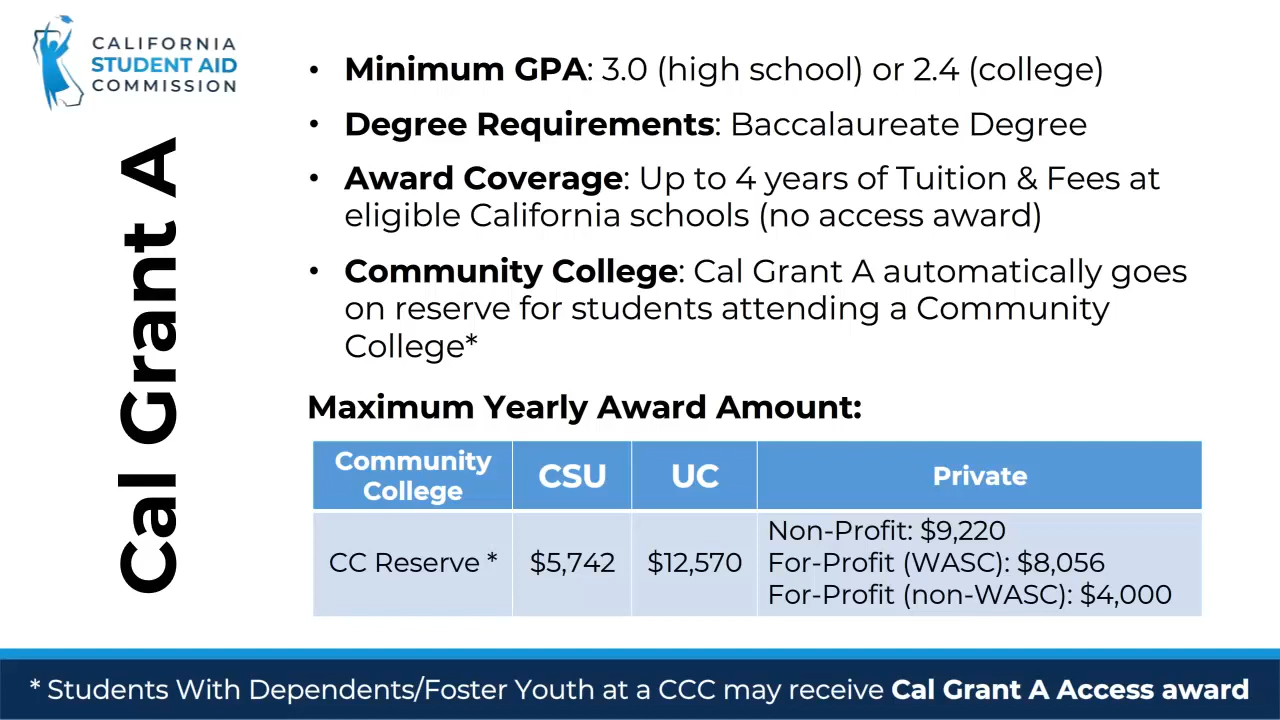 CALIFORNIA
STUDENT AID
COMMISSION
Cal Grant A
• Minimum GPA: 3.0 (high school) or 2.4 (college)
• Degree Requirements: Baccalaureate Degree
• Award Coverage: Up to 4 years of Tuition & Fees at
eligible California schools (no access award)
• Community College: Cal Grant A automatically goes
on reserve for students attending a Community
College*
Maximum Yearly Award Amount:
Community
College
CSU
UC
Private
CC Reserve *
$5,742
$12,570
Non-Profit: $9,220
For-Profit (WASC): $8,056
For-Profit (non-WASC): $4,000
* Students With Dependents/Foster Youth at a CCC may receive Cal Grant A Access award